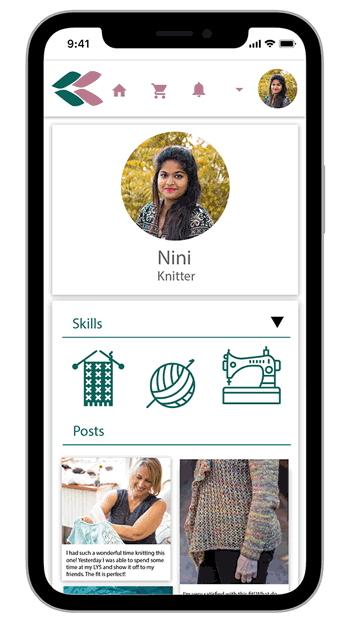 9:41
Nini
Knitter
Skills
Posts
I had such a wonderful time knitting this
one! Yesterday I was able to spend some
time at my LYS and show it off to my
friends. The fit is perfect!
I'm very satisfied with this fit! What do